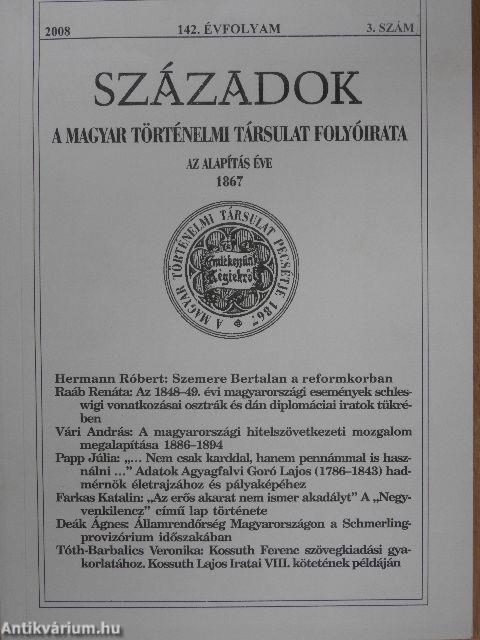 2008 142. ÉVFOLYAM 3. SZÁM
SZÁZADOK
A MAGYAR TÖRTÉNELMI TÁRSULAT FOLYÓIRATA
AZ ALAPÍTÁS ÉVE
1867
A MAGYAR TÖRTÉNELMI TÁRSULAT PECSÉTJE 1867.
Emlékezzünk
Régiekről
Hermann Róbert: Szemere Bertalan a reformkorban
Raáb Renáta: Az 1848-49. évi magyarországi események schles-
wigi vonatkozásai osztrák és dán diplomáciai iratok tükré-
ben
Vári András: A magyarországi hitelszövetkezeti mozgalom
megalapítása 1886–1894
Papp Júlia: „… Nem csak karddal, hanem pennámmal is hasz-
nálni …” Adatok Agyagfalvi Goró Lajos (1786–1843) had-
mérnök életrajzához és pályaképéhez
Farkas Katalin: „Az erős akarat nem ismer akadályt” A „Negy-
venkilencz” című lap története
Deák Ágnes: Államrendőrség Magyarországon a Schmerling-
provizórium időszakában
Tóth-Barbalics Veronika: Kossuth Ferenc szövegkiadási gya-
korlatához. Kossuth Lajos Iratai VIII. kötetének példáján
Antikvárium.hu